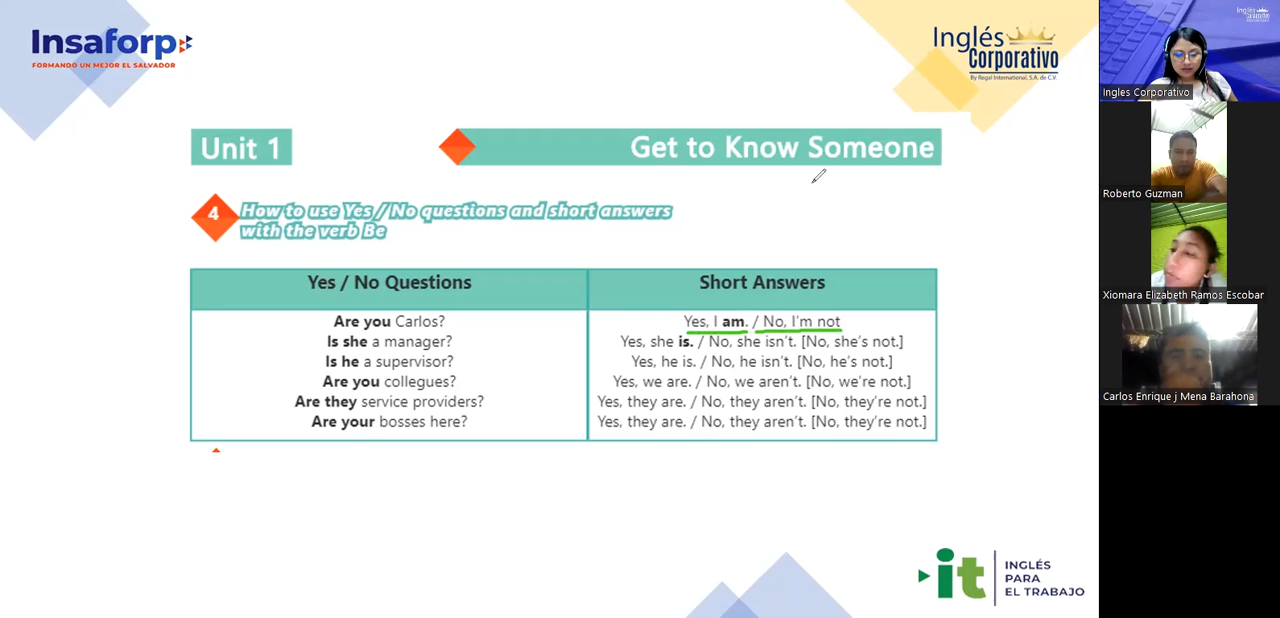 Insaforp
FORMANDO UN MEJOR EL SALVADOR
Inglés
Corporativo
By Regal International, S.A. de C.V.
Unit 1
Get to Know Someone
4
How to use Yes / No questions and short answers
with the verb Be
Yes / No Questions
Short Answers
Are you Carlos?
Yes, I am. / No, I'm not
Is she a manager?
Yes, she is. / No, she isn't. [No, she's not.]
Is he a supervisor?
Yes, he is. / No, he isn't. [No, he's not.]
Are you collegues?
Yes, we are. / No, we aren't. [No, we're not.]
Are they service providers?
Yes, they are. / No, they aren't. [No, they're not.]
Are your bosses here?
Yes, they are. / No, they aren't. [No, they're not.]
it
INGLÉS
PARA
EL TRABAJO
Ingles Corporativo
Roberto Guzman
Xiomara Elizabeth Ramos Escobar
Carlos Enrique j Mena Barahona